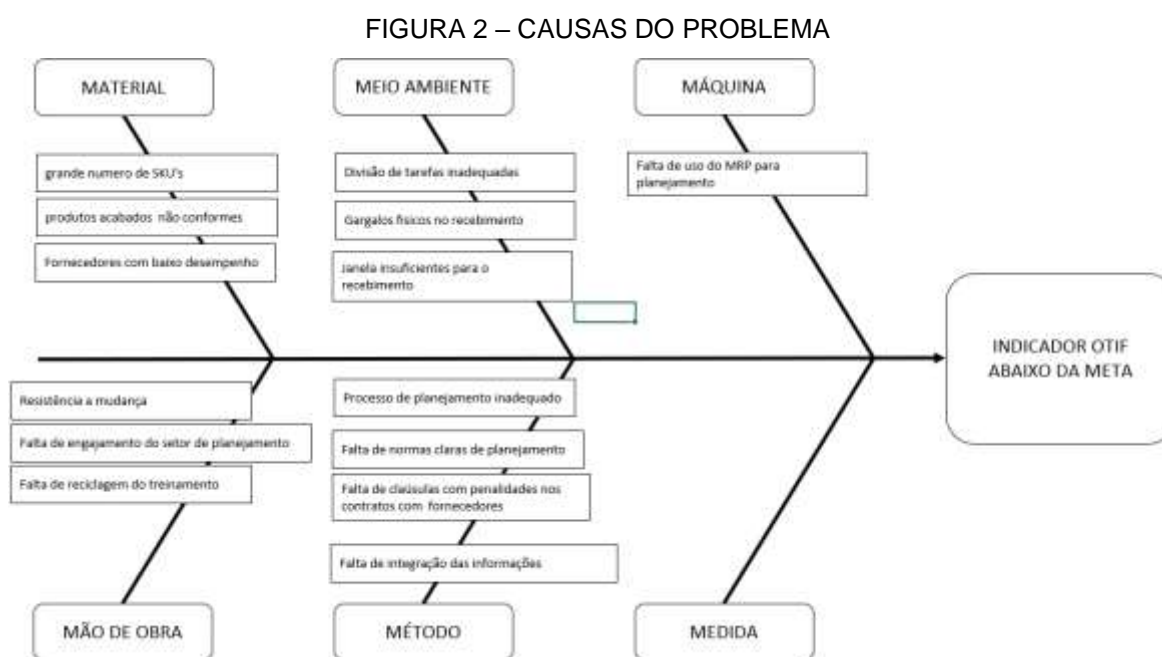 FIGURA 2 – CAUSAS DO PROBLEMA
MATERIAL
MEIO AMBIENTE
MÁQUINA
grande numero de SKU's
produtos acabados não conformes
Fornecedores com baixo desempenho
Divisão de tarefas inadequadas
Gargalos físicos no recebimento
Janela insuficientes para o
recebimento
Falta de uso do MRP para
planejamento
INDICADOR OTIF
ABAIXO DA META
Resistência a mudança
Falta de engajamento do setor de planejamento
Falta de reciclagem do treinamento
Processo de planejamento inadequado
Falta de normas claras de planejamento
Falta de claúsulas com penalidades nos
contratos com fornecedores
Falta de integração das informações
MÃO DE OBRA
MÉTODO
MEDIDA